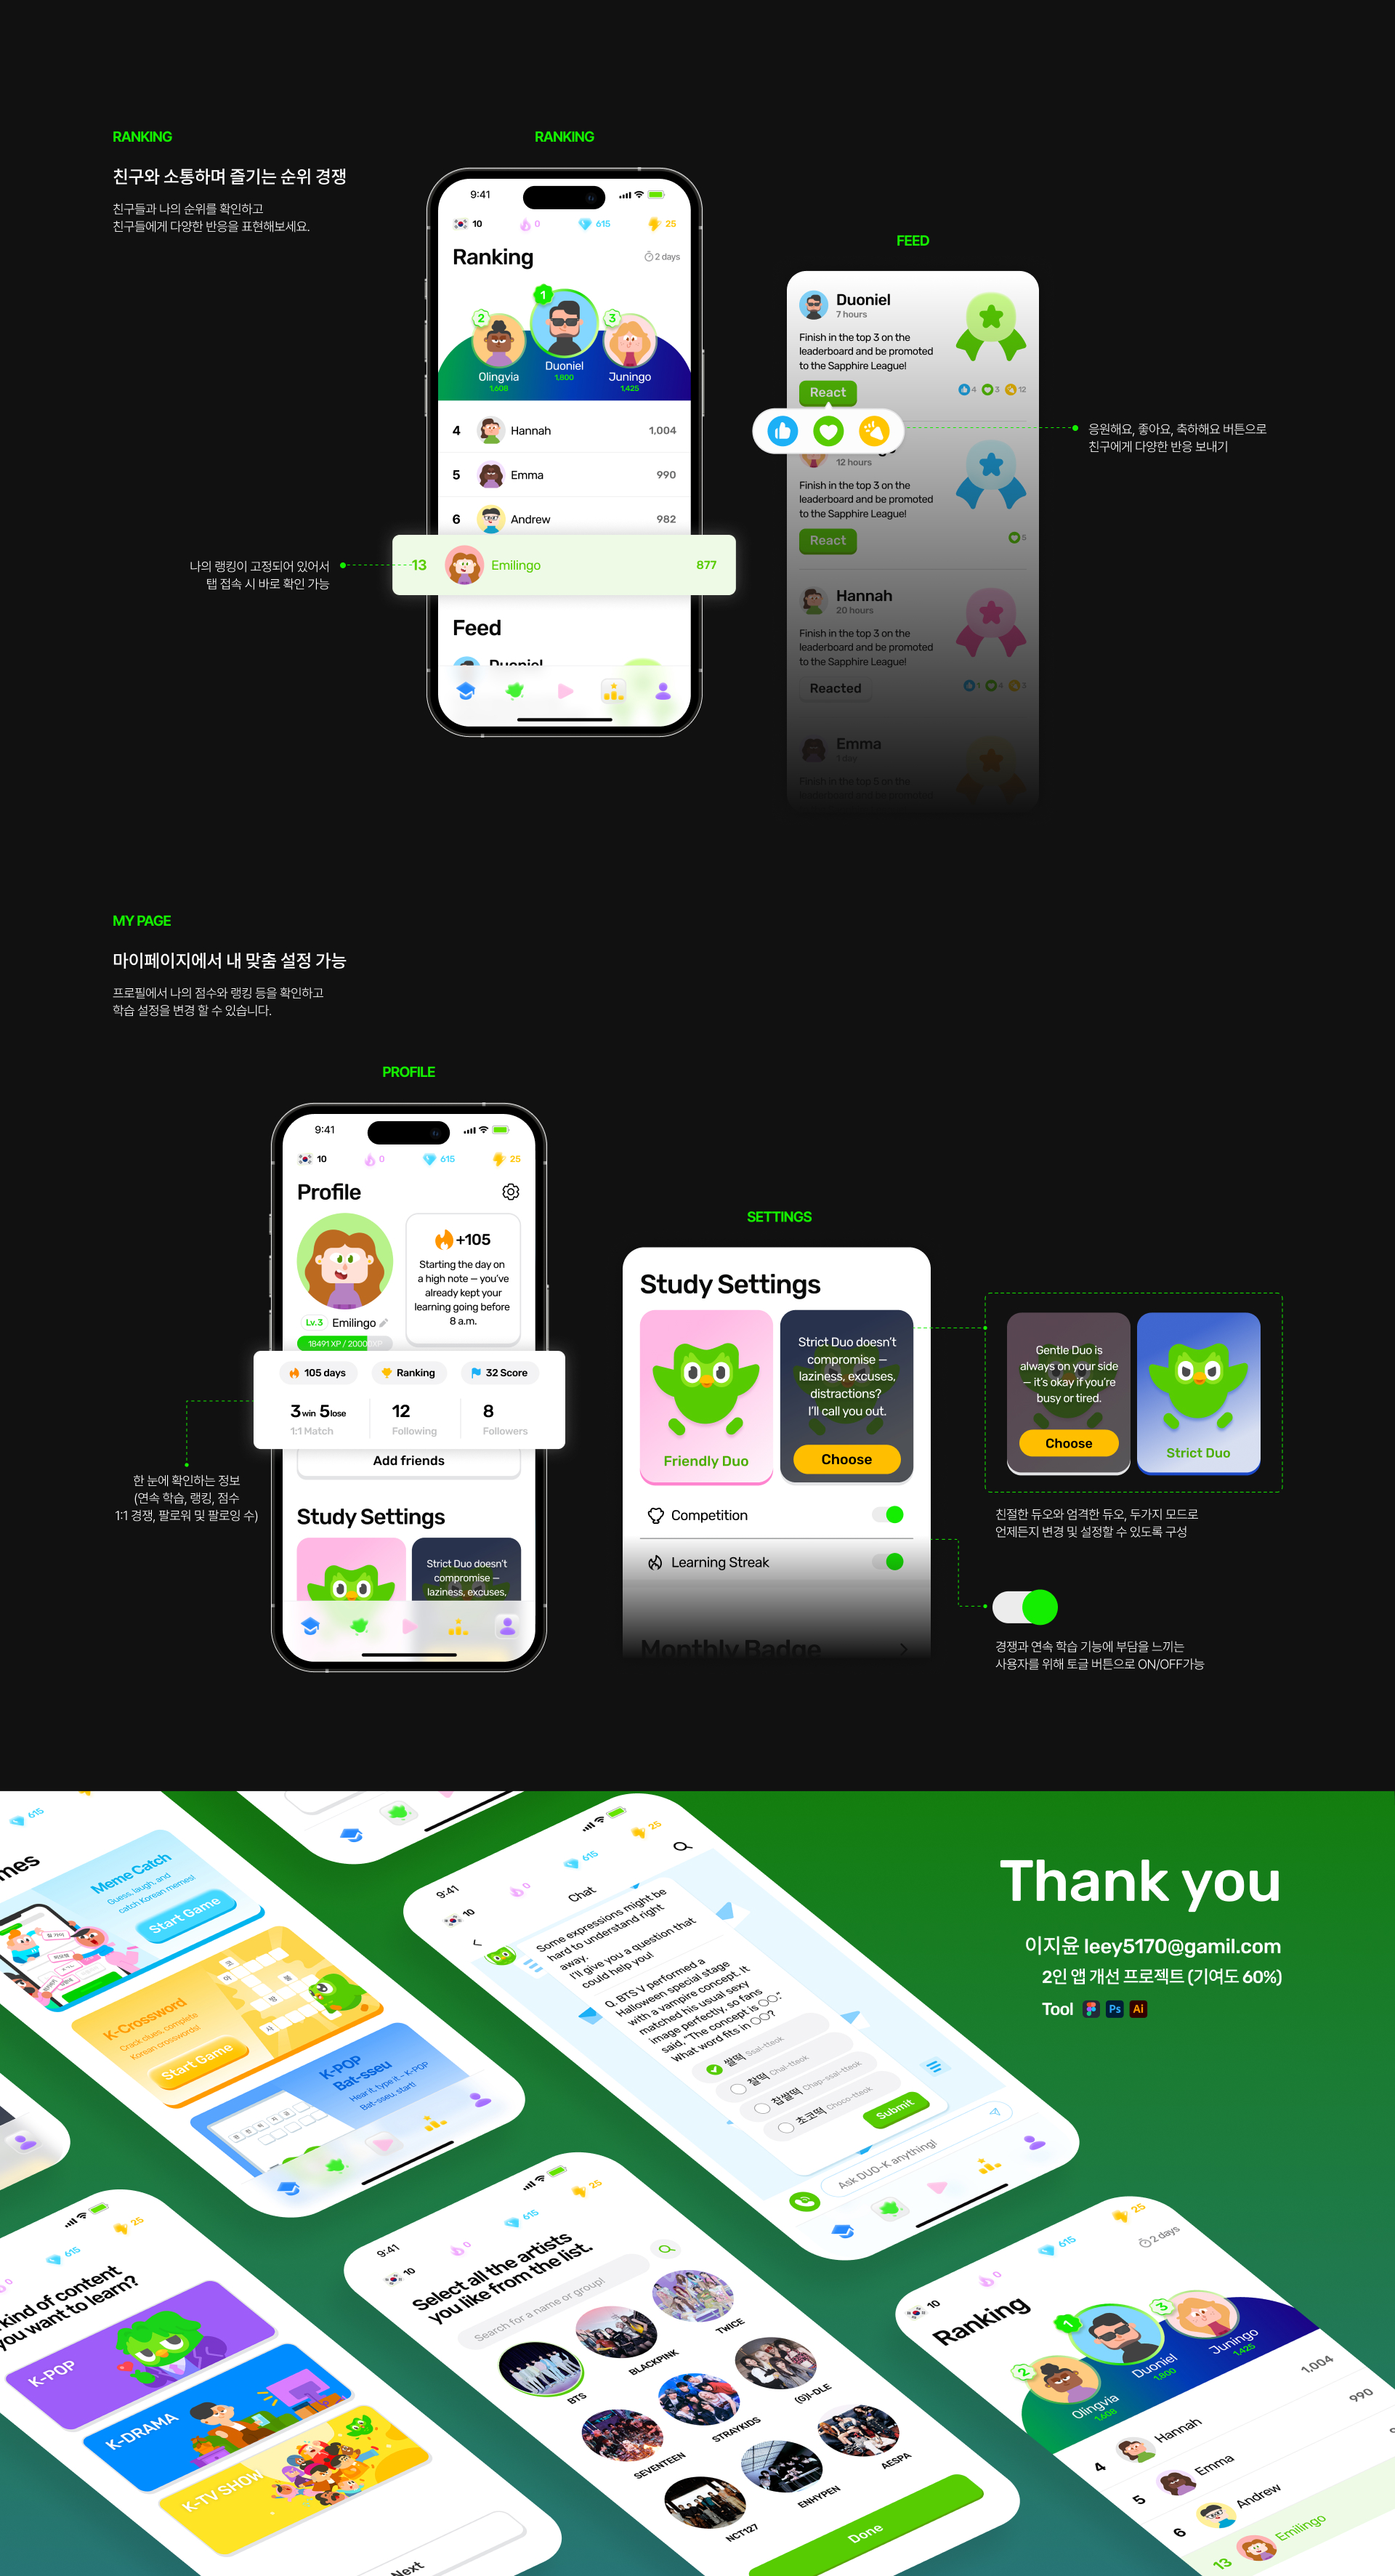 RANKING
친구와 소통하며 즐기는 순위 경쟁
친구들과 나의 순위를 확인하고
친구들에게 다양한 반응을 표현해보세요.
RANKING
9:41
10
0
615
25
Ranking
2 days
1
2
3
Olingvia
1,608
Duoniel
1,800
Juningo
1,425
4
Hannah
1,004
5
Emma
990
6
Andrew
982
13
Emilingo
877
Feed
Duoniel
나의 랭킹이 고정되어 있어서
탭 접속 시 바로 확인 가능
FEED
Duoniel
7 hours
Finish in the top 3 on the
leaderboard and be promoted
to the Sapphire League!
React
4
3
12
12 hours
Finish in the top 3 on the
leaderboard and be promoted
to the Sapphire League!
React
5
Hannah
20 hours
Finish in the top 3 on the
leaderboard and be promoted
to the Sapphire League!
Reacted
1
4
3
Emma
1 day
Finish in the top 5 on the
leaderboard and be promoted
응원해요, 좋아요, 축하해요 버튼으로
친구에게 다양한 반응 보내기
MY PAGE
마이페이지에서 내 맞춤 설정 가능
프로필에서 나의 점수와 랭킹 등을 확인하고
학습 설정을 변경 할 수 있습니다.
PROFILE
9:41
10
0
615
25
Profile
+105
Starting the day on
a high note – you've
already kept your
learning going before
8 a.m.
Lv.3
Emilingo
18491 XP / 2000
105 days
Ranking
32 Score
3win 5lose
1:1 Match
12
Following
8
Followers
Add friends
Study Settings
Strict Duo doesn't
compromise –
laziness, excuses,
한 눈에 확인하는 정보
(연속 학습, 랭킹, 점수
1:1 경쟁, 팔로워 및 팔로잉 수)
SETTINGS
Study Settings
Friendly Duo
Strict Duo doesn't
compromise –
laziness, excuses,
distractions?
I'll call you out.
Choose
Competition
Learning Streak
Monthly Badge
Gentle Duo is
always on your side
– it's okay if you're
busy or tired.
Choose
Strict Duo
친절한 듀오와 엄격한 듀오, 두가지 모드로
언제든지 변경 및 설정할 수 있도록 구성
경쟁과 연속 학습 기능에 부담을 느끼는
사용자를 위해 토글 버튼으로 ON/OFF가능
Thank you
이지윤 leey5170@gamil.com
2인 앱 개선 프로젝트 (기여도 60%)
Tool
Ps
Ai
615
mes
Meme Catch
Guess, laugh, and
catch Korean memes!
Start Game
K-Crossword
Crack clues, complete
Korean crosswords!
Start Game
K-POP
Bat-sseu
Hear it, type it – K-POP
Bat-sseu, start!
9:41
10
0
615
25
Chat
Some expressions might be
hard to understand right
away.
I'll give you a question that
could help you!
Q. BTS V performed a
Halloween special stage
with a vampire concept. It
matched his usual sexy
image perfectly, so fans
said, "The concept is ○○."
What word fits in ○○?
쌀떡 Ssal-tteok
찰떡 Chal-tteok
찹쌀떡 Chap-ssal-tteok
초코떡 Choco-tteok
Submit
Ask DUO-K anything!
0
615
25
kind of content
you want to learn?
K-POP
K-DRAMA
K-TV SHOW
Next
9:41
10
0
615
25
Select all the artists
you like from the list.
Search for a name or group!
BTS
BLACKPINK
TWICE
SEVENTEEN
STRAYKIDS
(G)I-DLE
NCT127
ENHYPEN
AESPA
Done
10
0
615
25
Ranking
2 days
1
2
3
Olingvia
1,608
Duoniel
1,800
Juningo
1,425
4
Hannah
1,004
5
Emma
990
6
Andrew
13
Emilingo